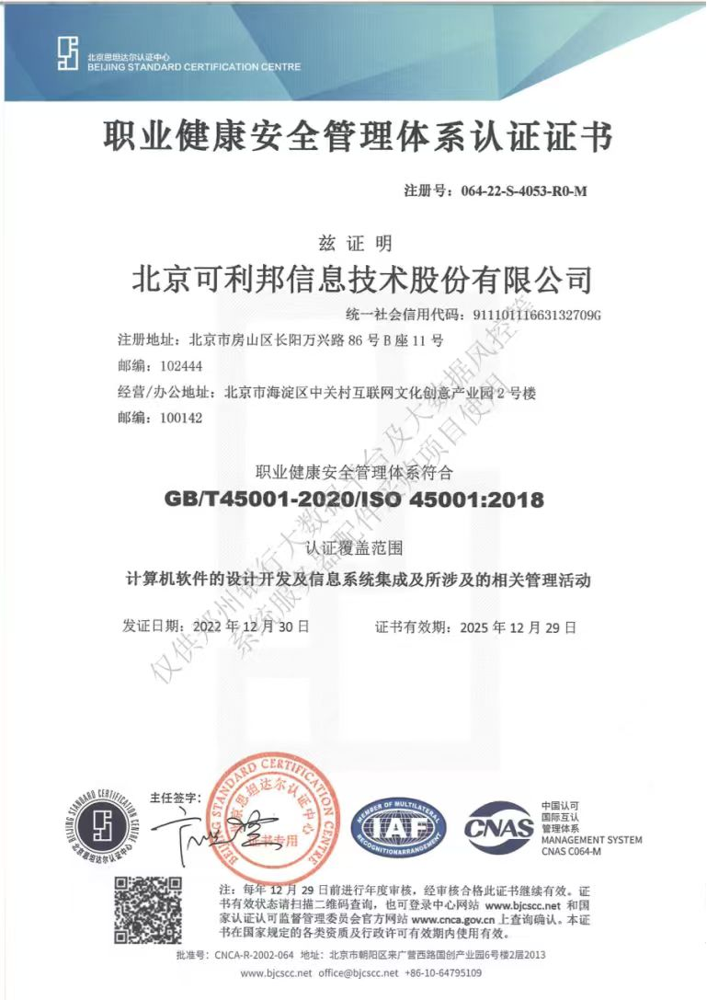 北京思坦达尔认证中心
BEIJING STANDARD CERTIFICATION CENTRE
职业健康安全管理体系认证证书
注册号：064-22-S-4053-R0-M
兹证明
北京可利邦信息技术股份有限公司
统一社会信用代码：91110111663132709G
注册地址：北京市房山区长阳万兴路 86 号 B 座 11 号
邮编：102444
经营/办公地址：北京市海淀区中关村互联网文化创意产业园 2 号楼
邮编：100142
职业健康安全管理体系符合
GB/T45001-2020/ISO 45001:2018
认证覆盖范围
计算机软件的设计开发及信息系统集成及所涉及的相关管理活动
发证日期：2022 年 12 月 30 日 证书有效期：2025 年 12 月 29 日
仅供郑州银行大数据平台及大数据风控等
系统服务器配件采购项目使用
主任签字：
BEIJING STANDARD CERTIFICATION CENTRE
北京思坦达尔认证中心
BEIJING STANDARD CERTIFICATION CENTRE
北京思坦达尔认证中心
证书专用
MEMBER OF MULTILATERAL
IAF
RECOGNITIONARRANGEMENT
CNAS
中国认可
国际互认
管理体系
MANAGEMENT SYSTEM
CNAS C064-M
注：每年 12 月 29 日前进行年度审核，经审核合格此证书继续有效。证
书有效状态请扫描二维码查询，也可登录中心网站 www.bjcscc.net 和国
家认证认可监督管理委员会官方网站 www.cnca.gov.cn 上查询确认。本证
书在国家规定的各类资质及行政许可有效期内使用有效。
批准号：CNCA-R-2002-064 地址：北京市朝阳区来广营西路国创产业园6号楼2层2013
www.bjcscc.net office@bjcscc.net +86-10-64795109